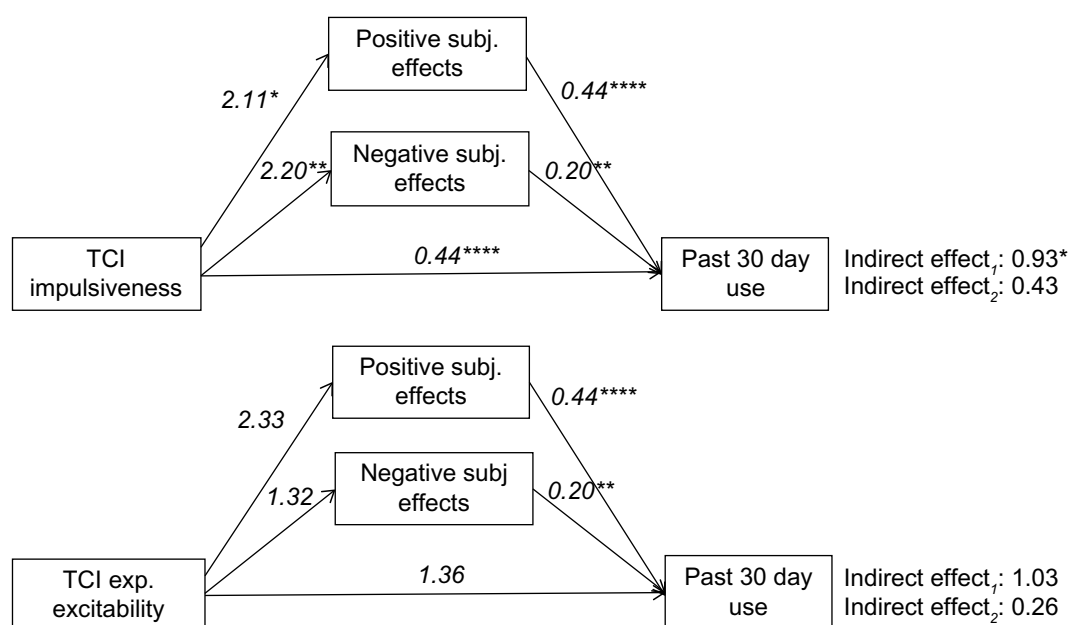 Positive subj.
effects
2.11*
0.44****
Negative subj.
effects
2.20**
0.20**
TCI
impulsiveness
0.44****
Past 30 day
use
Indirect effect1: 0.93*
Indirect effect2: 0.43
Positive subj.
effects
2.33
0.44****
Negative subj
effects
1.32
0.20**
TCI exp.
excitability
1.36
Past 30 day
use
Indirect effect1: 1.03
Indirect effect2: 0.26